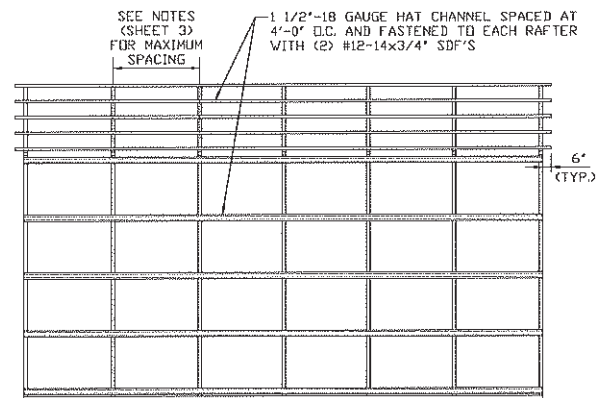 SEE NOTES
(SHEET 3)
FOR MAXIMUM
SPACING
1 1/2"-18 GAUGE HAT CHANNEL SPACED AT
4'-0" O.C. AND FASTENED TO EACH RAFTER
WITH (2) #12-14x3/4" SDF'S
6"
(TYP.)